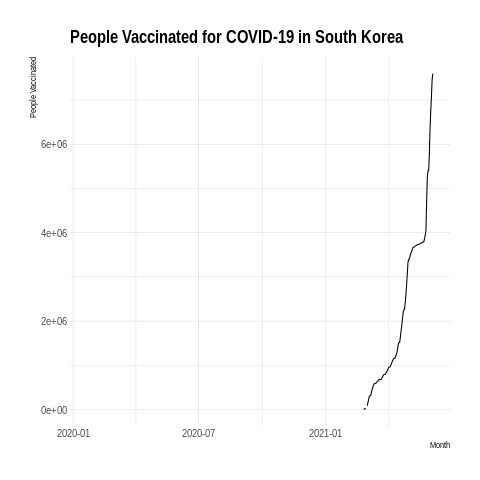 People Vaccinated for COVID-19 in South Korea
People Vaccinated
6e+06
4e+06
2e+06
0e+00
2020-01 2020-07 2021-01
Month